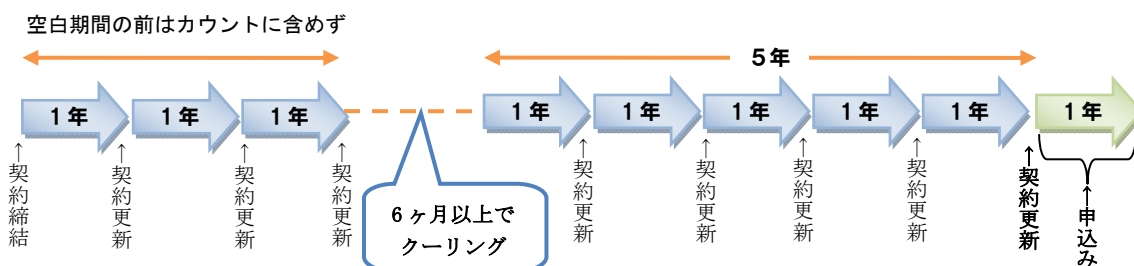 空白期間の前はカウントに含めず
5年
1年
1年
1年
1年
1年
1年
1年
1年
1年
←契約締結
←契約更新
←契約更新
←契約更新
6ヶ月以上で
クーリング
←契約更新
←契約更新
←契約更新
←契約更新
←契約更新
←申込み